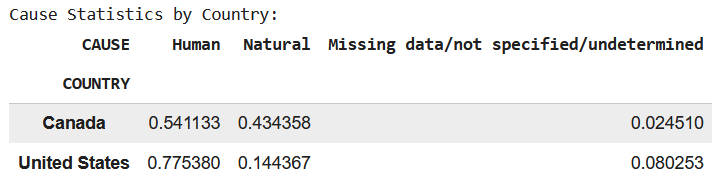 Cause Statistics by Country:
CAUSE Human Natural Missing data/not specified/undetermined
COUNTRY
Canada 0.541133 0.434358 0.024510
United States 0.775380 0.144367 0.080253